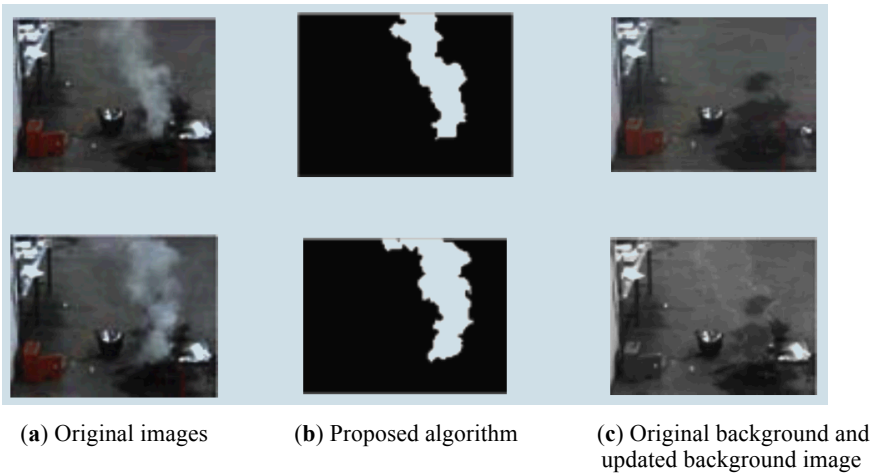 (a) Original images
(b) Proposed algorithm
(c) Original background and
updated background image